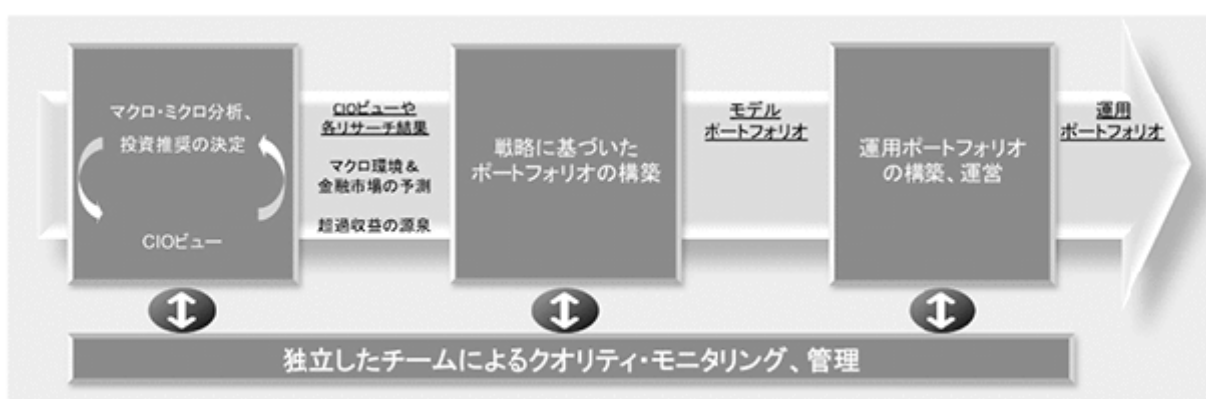 マクロ・ミクロ分析、
投資推奨の決定
CIOビュー
CIOビューや
各リサーチ結果
マクロ環境＆
金融市場の予測
超過収益の源泉
戦略に基づいた
ポートフォリオの構築
モデル
ポートフォリオ
運用ポートフォリオ
の構築、運営
運用
ポートフォリオ
独立したチームによるクオリティ・モニタリング、管理